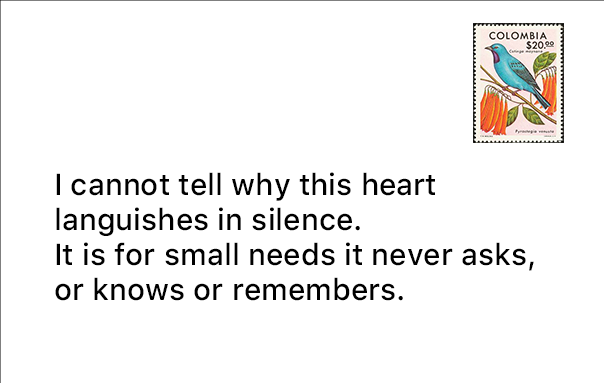 COLOMBIA
$20.00
Cotinga maynana
Pyrostegia venusta
I cannot tell why this heart
languishes in silence.
It is for small needs it never asks,
or knows or remembers.